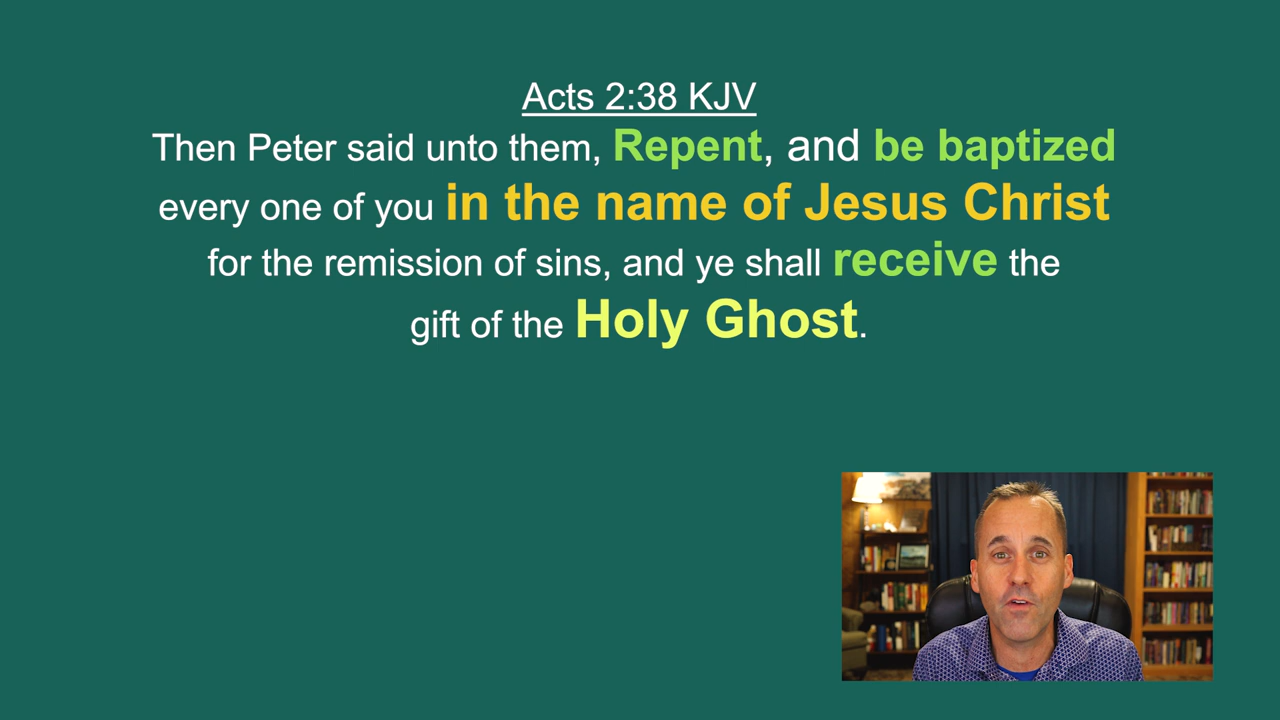 Acts 2:38 KJV
Then Peter said unto them, Repent, and be baptized
every one of you in the name of Jesus Christ
for the remission of sins, and ye shall receive the
gift of the Holy Ghost.